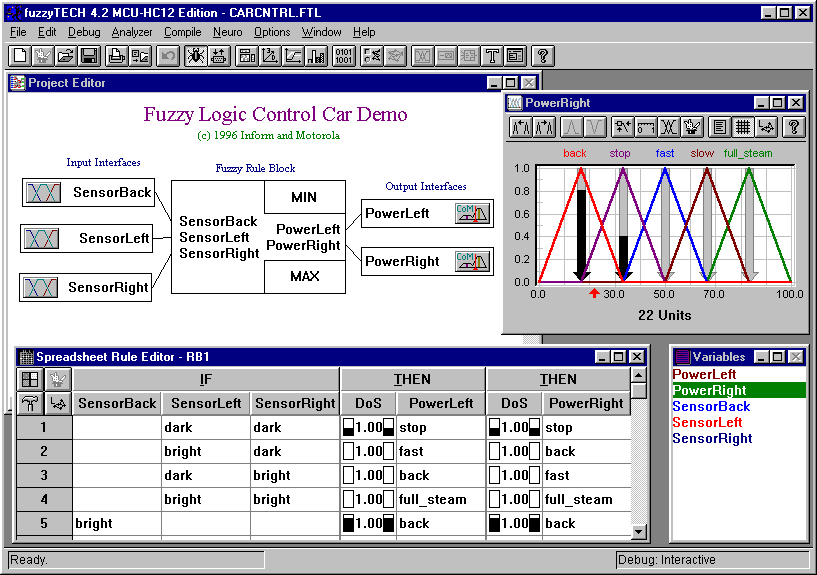 fuzzyTECH 4.2 MCU-HC12 Edition - CARCNTRL.FTL
File Edit Debug Analyzer Compile Neuro Options Window Help
0101
1001
T
?
Project Editor
Fuzzy Logic Control Car Demo
(c) 1996 Inform and Motorola
Input Interfaces
Fuzzy Rule Block
Output Interfaces
SensorBack
SensorLeft
SensorRight
MIN
SensorBack
SensorLeft
SensorRight
PowerLeft
PowerRight
MAX
PowerLeft
CoM
PowerRight
CoM
PowerRight
?
back stop fast slow full_steam
1.0
0.8
0.6
0.4
0.2
0.0
0.0 30.0 50.0 70.0 100.0
22 Units
Spreadsheet Rule Editor - RB1
IF THEN THEN
SensorBack SensorLeft SensorRight DoS PowerLeft DoS PowerRight
1 dark dark 1.00 stop 1.00 stop
2 bright dark 1.00 fast 1.00 back
3 dark bright 1.00 back 1.00 fast
4 bright bright 1.00 full_steam 1.00 full_steam
5 bright 1.00 back 1.00 back
Variables
PowerLeft
PowerRight
SensorBack
SensorLeft
SensorRight
Ready.
Debug: Interactive